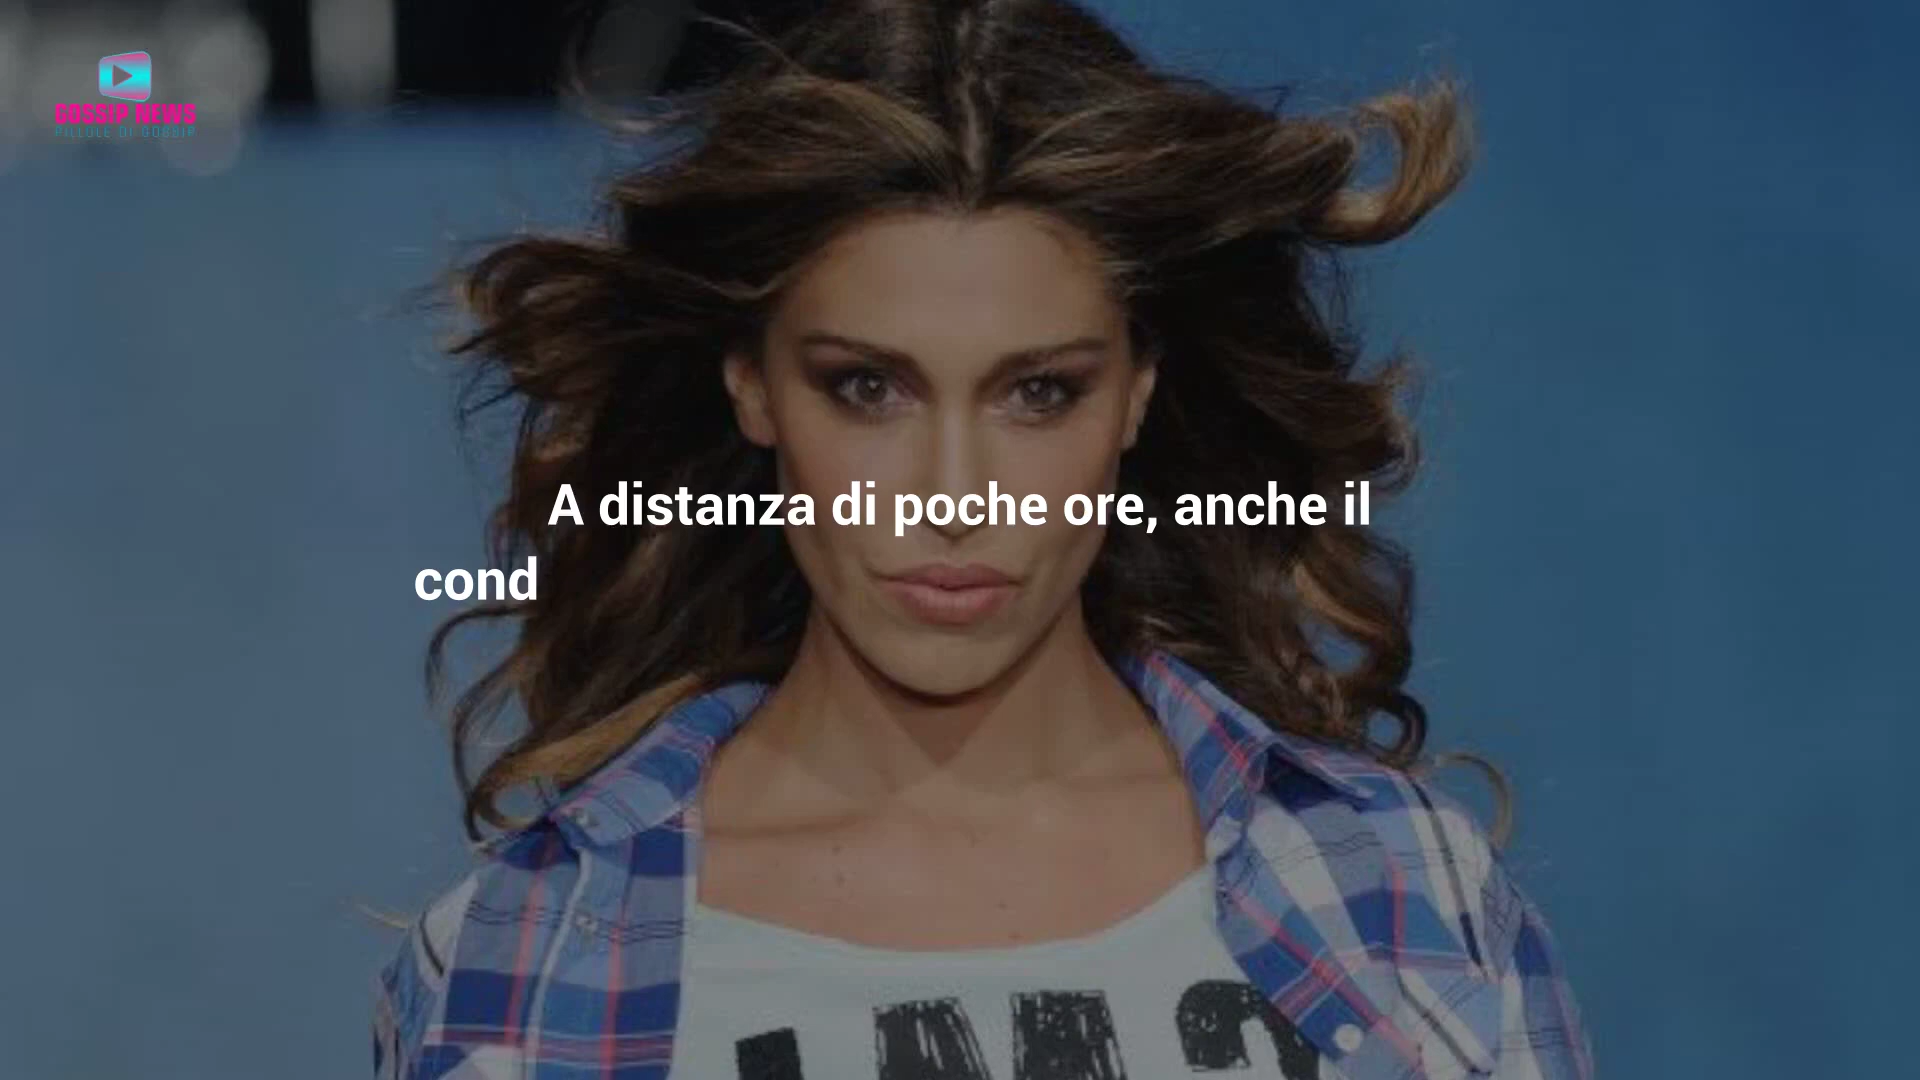 GOSSIP NEWS
PILLOLE DI GOSSIP
A distanza di poche ore, anche il
cond